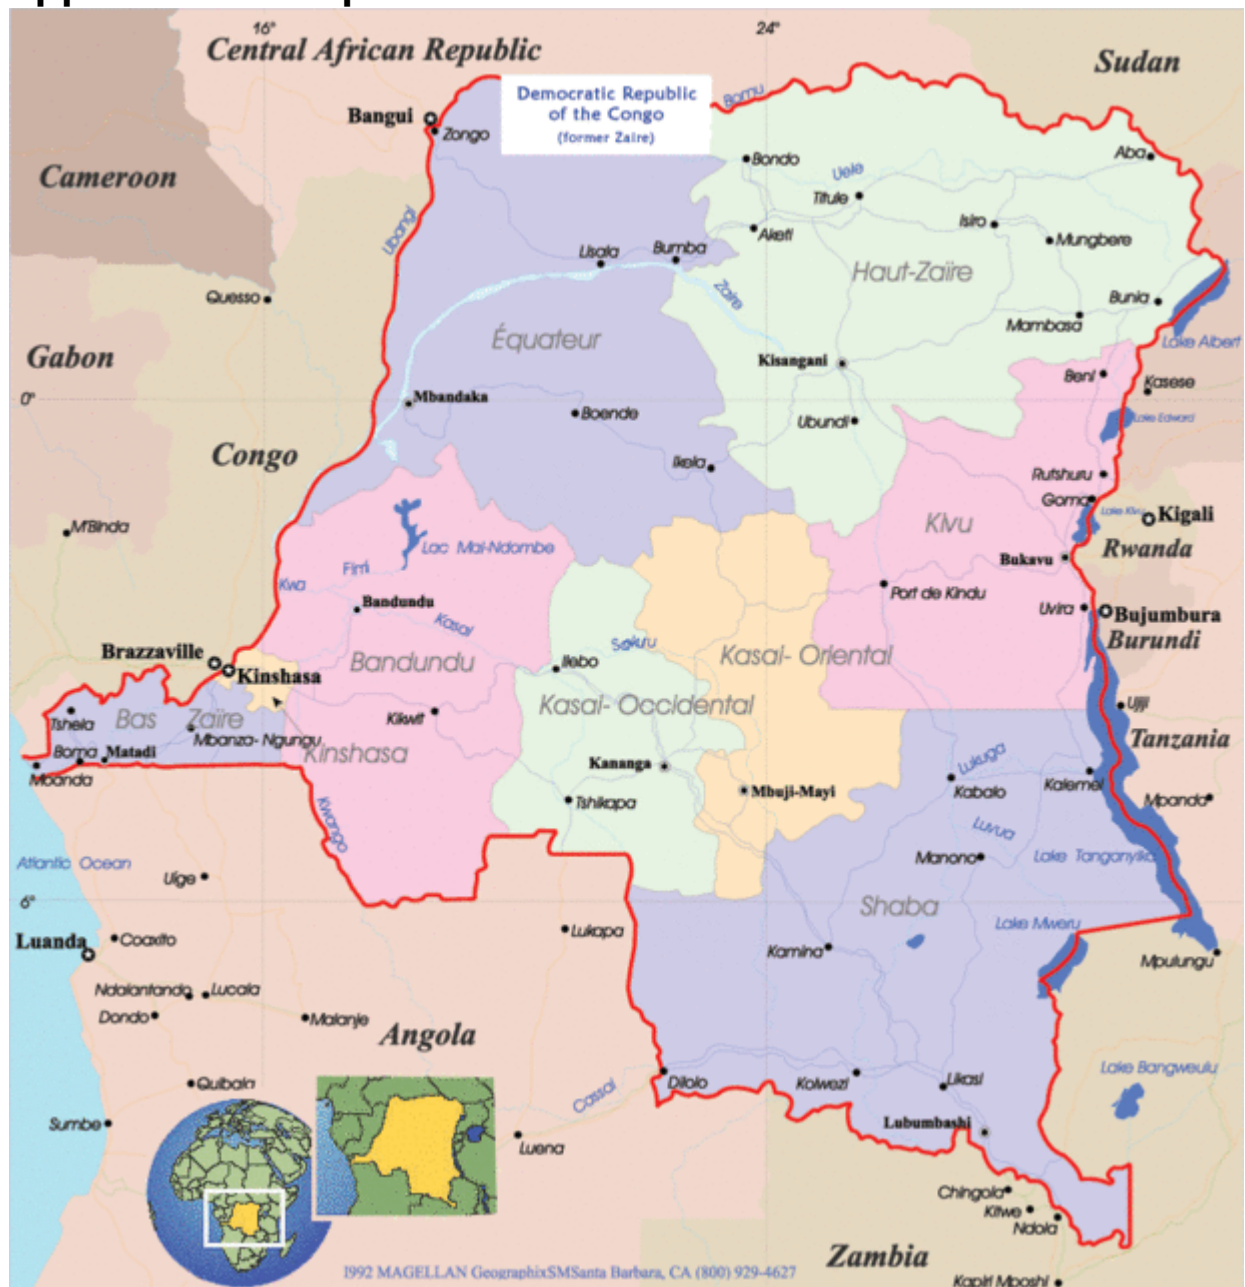 16°
24°
Central African Republic
Sudan
Democratic Republic
of the Congo
(former Zaire)
Bomu
Bangui
Zongo
Bondo
Aba
Cameroon
Uele
Titule
Ubangi
Aketi
Isiro
Mungbere
Lisala
Bumba
Haut-Zaïre
Zaire
Quesso
Bunia
Mambasa
Équateur
Lake Albert
Gabon
Kisangani
Beni
Kasese
0°
Mbandaka
Boende
Ubundi
Lake Edward
Congo
Ikela
Rutshuru
Goma
M'Binda
Kivu
Lake Kivu
Kigali
Lac Mai-Ndombe
Rwanda
Fimi
Bukavu
Kwa
Port de Kindu
Bandundu
Uvira
Bujumbura
Kasai
Burundi
Sakuru
Brazzaville
Kasai- Oriental
Bandundu
Ilebo
Kinshasa
Kasai- Occidental
Ujiji
Tshela
Bas Zaïre
Kikwit
Mbanza- Ngungu
Tanzania
Kinshasa
Boma
Matadi
Lukuga
Moanda
Kananga
Kalemei
Kabalo
Mbuji-Mayi
Mpanda
Tshikapa
Kwango
Luvua
Atlantic Ocean
Manono
Lake Tanganyika
Uige
6°
Shaba
Lake Mweru
Luanda
Coaxito
Lukapa
Kamina
Mpulungu
Ndalantando
Lucala
Dondo
Malanje
Angola
Lake Bangweulu
Quibala
Dilolo
Kolwezi
Likasi
Cassai
Sumbe
Lubumbashi
Luena
Chingola
Kitwe
Ndola
Zambia
1992 MAGELLAN GeographixSMSanta Barbara, CA (800) 929-4627
Kapiri Mposhi